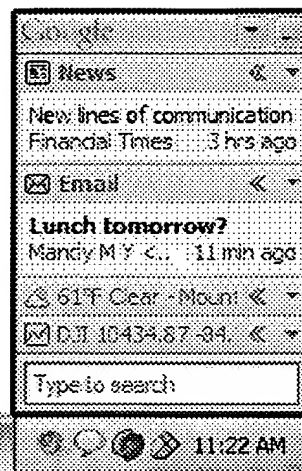 Google
News
New lines of communication
Financial Times 3 hrs ago
Email
Lunch tomorrow?
Mandy M Y <.. 11 min ago
61°F Clear - Mount
DJI 10434.87 -84.
Type to search
11:22 AM